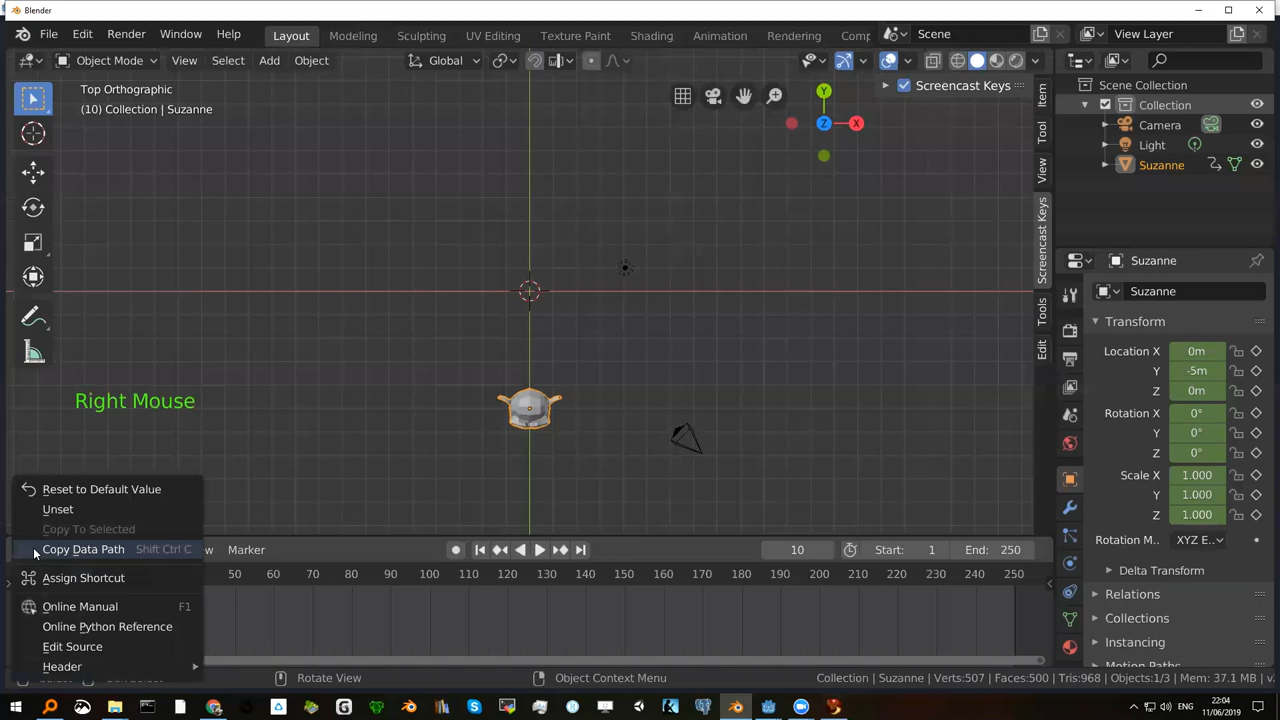 Blender
File Edit Render Window Help
Layout Modeling Sculpting UV Editing Texture Paint Shading Animation Rendering Comp
Scene
View Layer
Object Mode View Select Add Object
Global
Top Orthographic
(10) Collection | Suzanne
Screencast Keys
Y
Z
X
Item
Tool
View
Screencast Keys
Tools
Edit
Scene Collection
Collection
Camera
Light
Suzanne
Suzanne
Suzanne
Transform
Location X 0m
Y -5m
Z 0m
Rotation X 0°
Y 0°
Z 0°
Scale X 1.000
Y 1.000
Z 1.000
Rotation M.. XYZ E..
Delta Transform
Relations
Collections
Instancing
Motion Paths
Right Mouse
Reset to Default Value
Unset
Copy To Selected
Copy Data Path Shift Ctrl C
Assign Shortcut
Online Manual F1
Online Python Reference
Edit Source
Header
w Marker
10
Start: 1
End: 250
50 60 70 80 90 100 110 120 130 140 150 160 170 180 190 200 210 220 230 240 250
Rotate View
Object Context Menu
Collection | Suzanne | Verts:507 | Faces:500 | Tris:968 | Objects:1/3 | Mem: 37.1 MB | v
22:04
11/06/2019